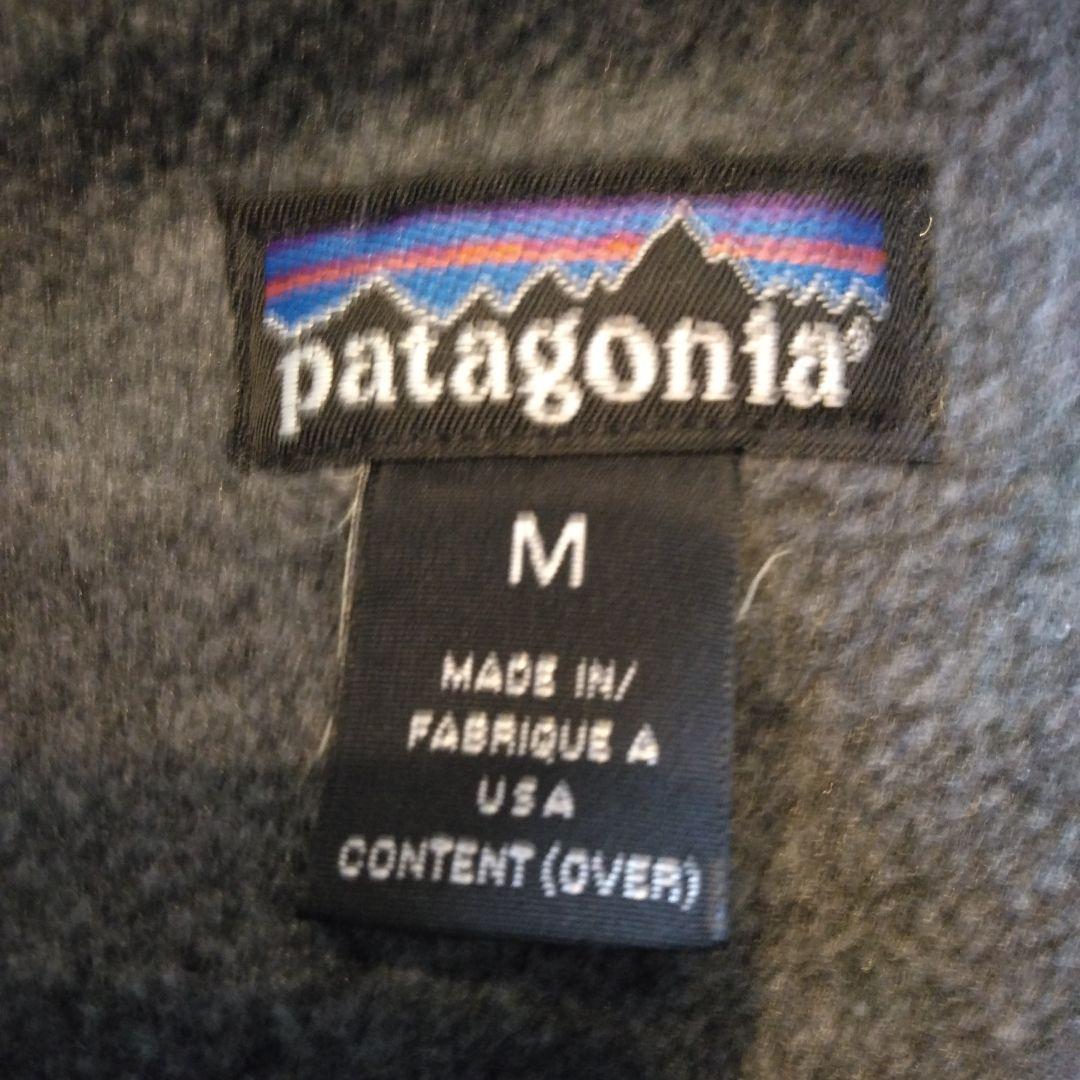 patagonia®
M
MADE IN/
FABRIQUE A
USA
CONTENT (OVER)